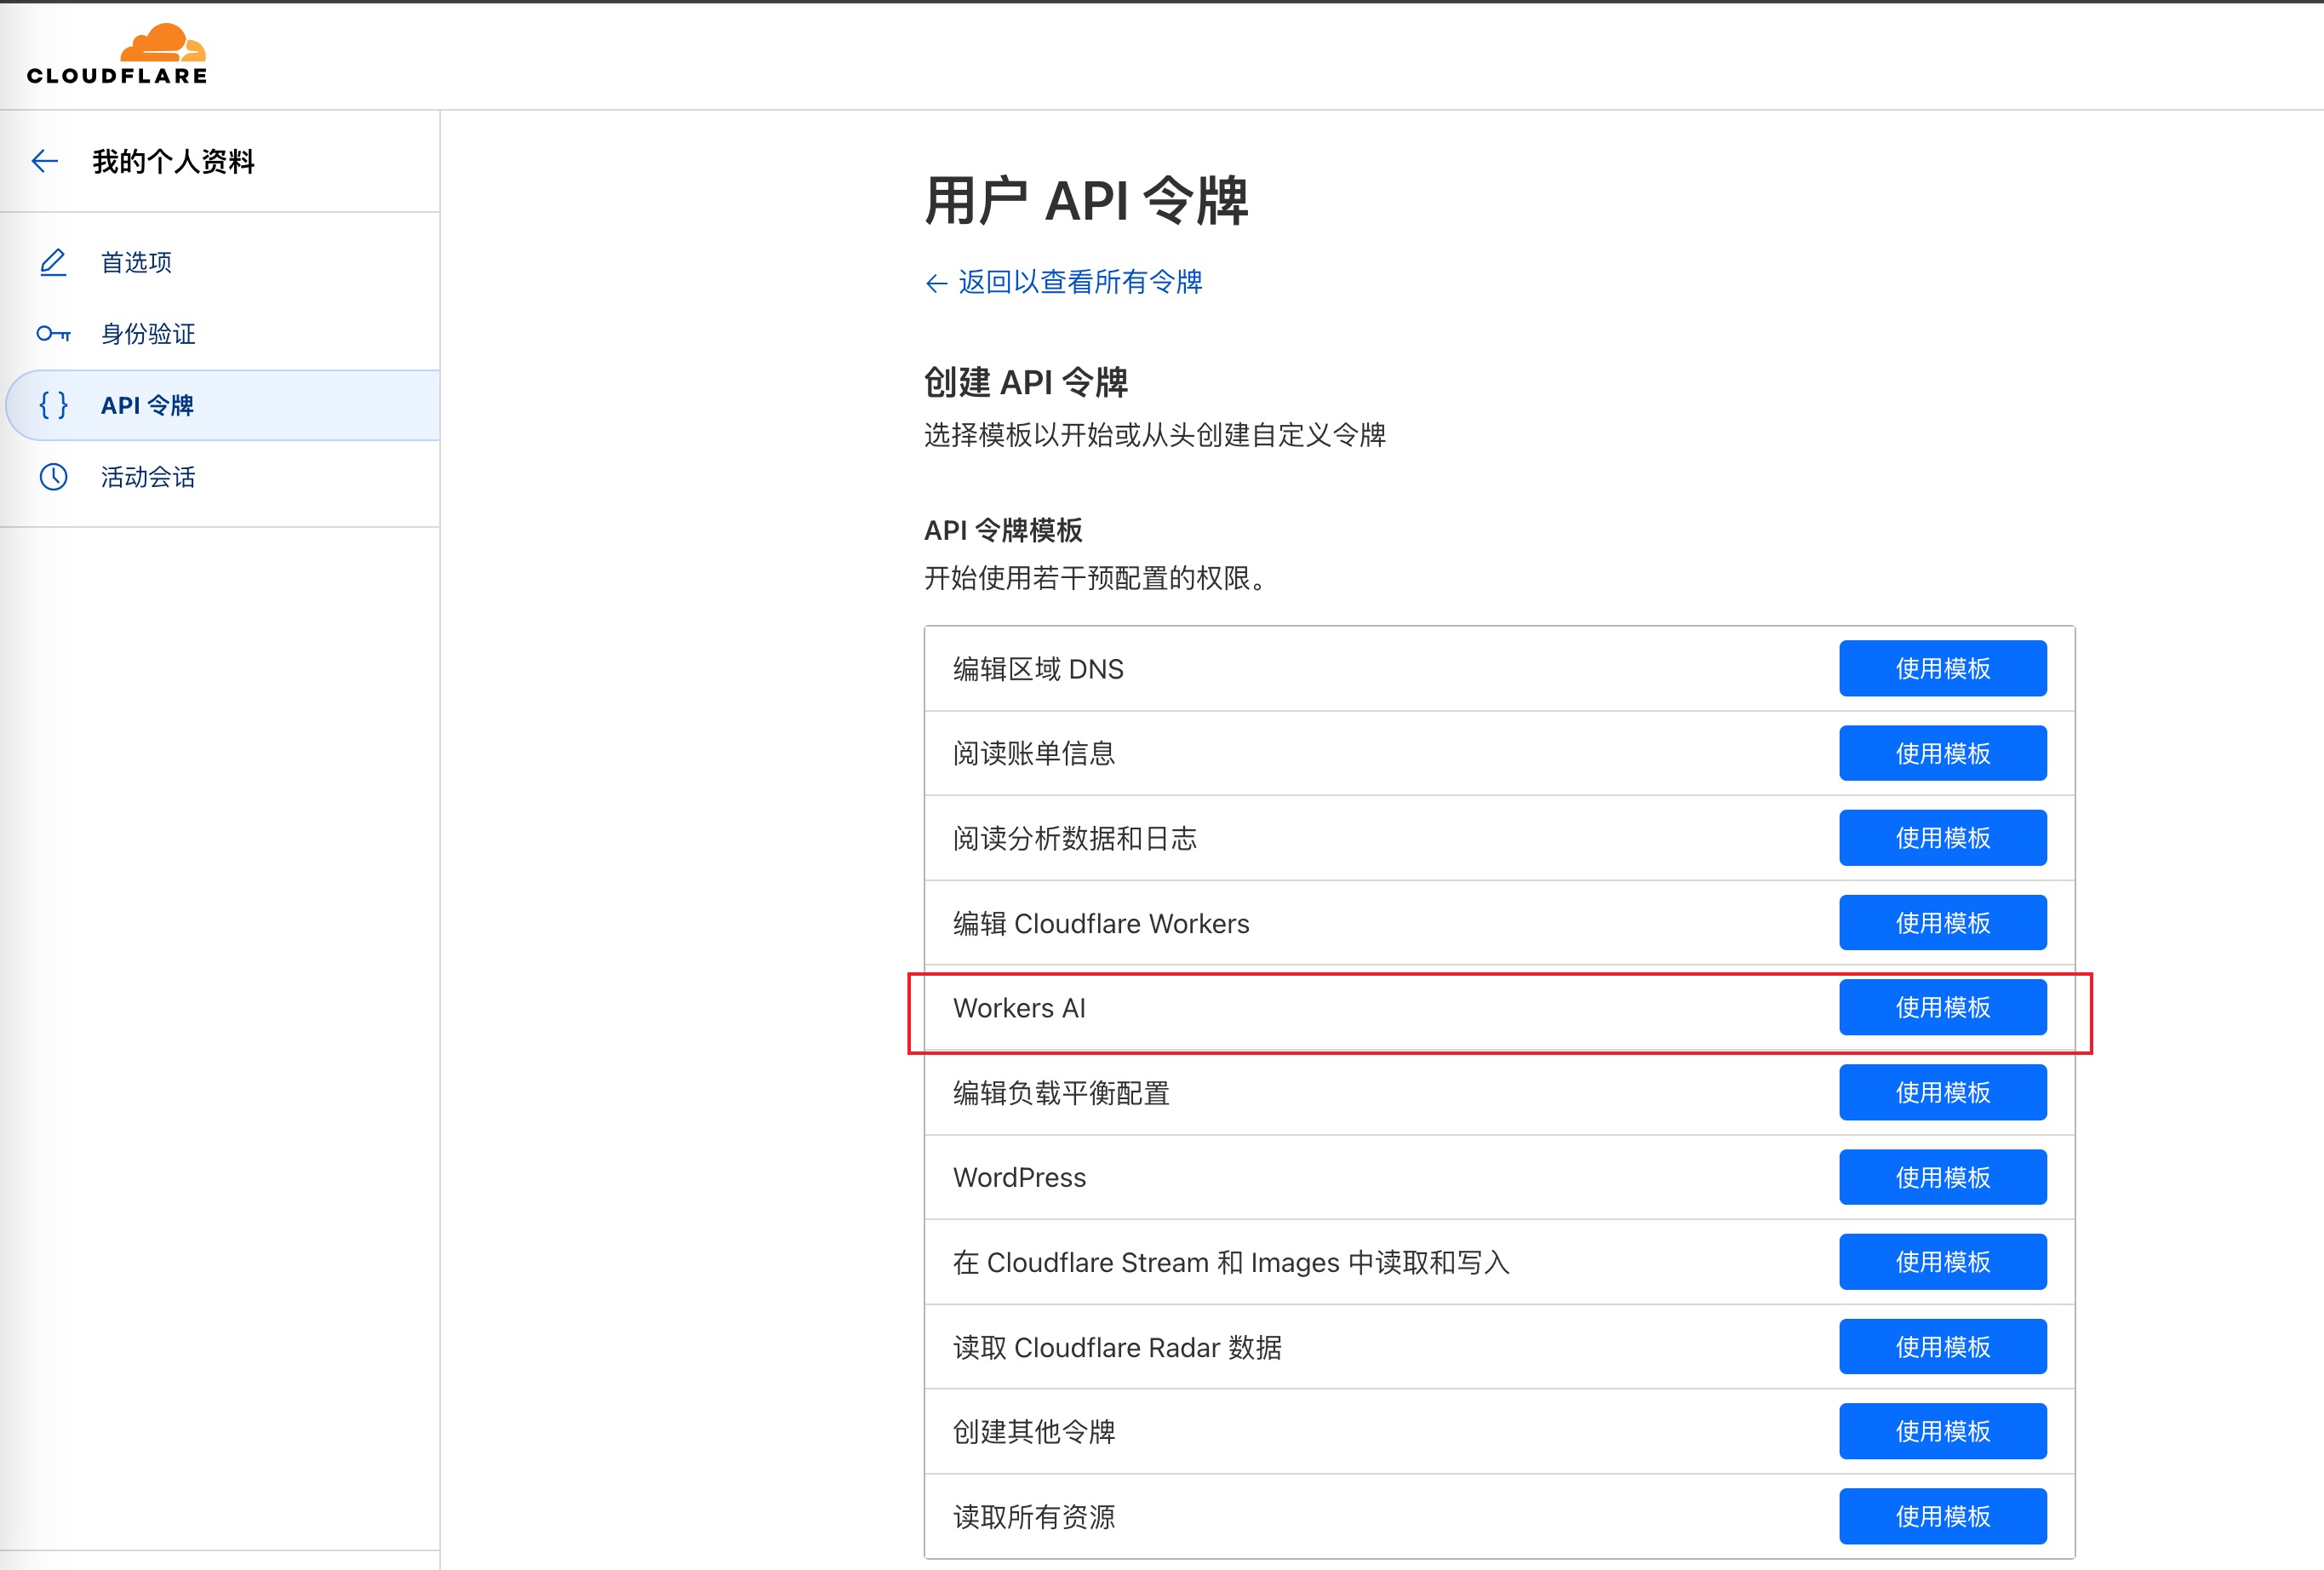 CLOUDFLARE
我的个人资料
首选项
身份验证
API 令牌
活动会话
用户 API 令牌
← 返回以查看所有令牌
创建 API 令牌
选择模板以开始或从头创建自定义令牌
API 令牌模板
开始使用若干预配置的权限。
编辑区域 DNS 使用模板
阅读账单信息 使用模板
阅读分析数据和日志 使用模板
编辑 Cloudflare Workers 使用模板
Workers AI 使用模板
编辑负载平衡配置 使用模板
WordPress 使用模板
在 Cloudflare Stream 和 Images 中读取和写入 使用模板
读取 Cloudflare Radar 数据 使用模板
创建其他令牌 使用模板
读取所有资源 使用模板